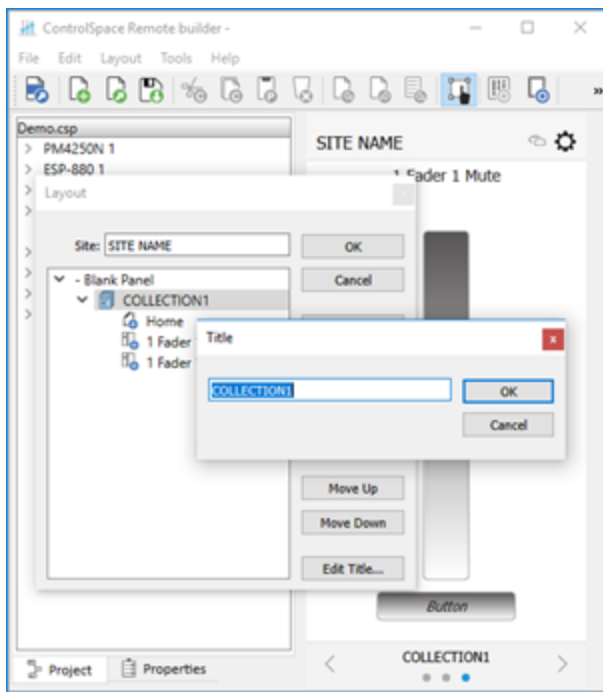 ControlSpace Remote builder -
File Edit Layout Tools Help
»
Demo.csp
> PM4250N 1
> ESP-880 1
SITE NAME
1 Fader 1 Mute
Layout
Site: SITE NAME
OK
Cancel
- Blank Panel
COLLECTION1
Home
1 Fader
1 Fader
Title
x
COLLECTION1
OK
Cancel
Move Up
Move Down
Edit Title...
Button
Project
Properties
< COLLECTION1 >